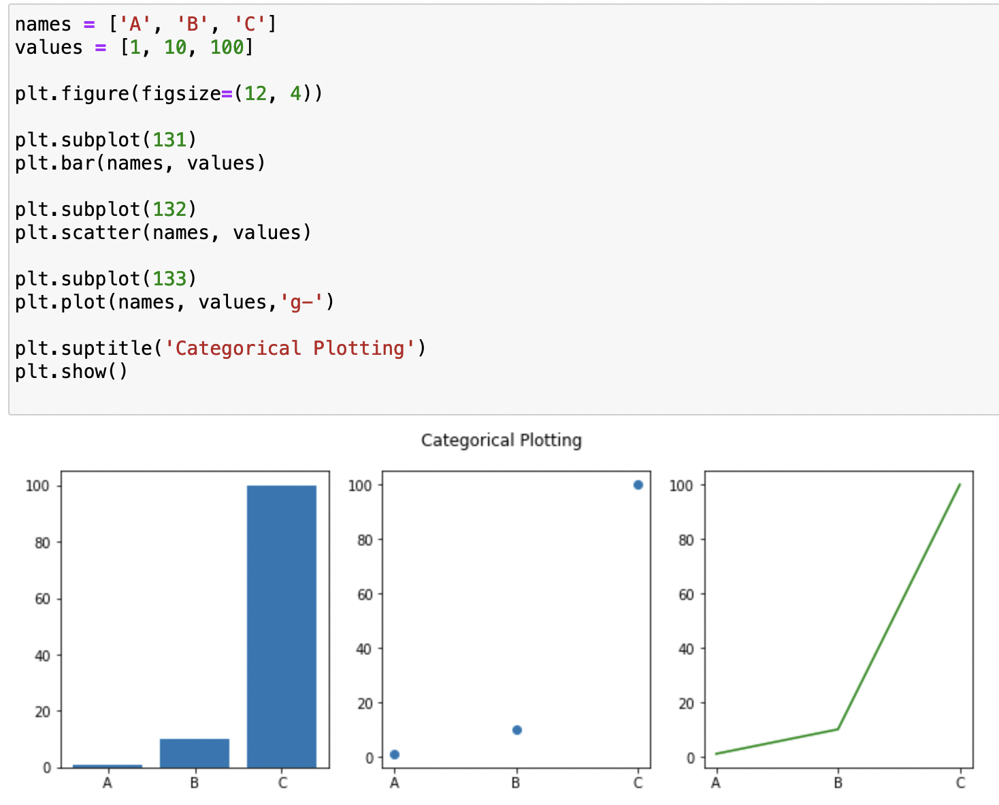 names = ['A', 'B', 'C']
values = [1, 10, 100]
plt.figure(figsize=(12, 4))
plt.subplot(131)
plt.bar(names, values)
plt.subplot(132)
plt.scatter(names, values)
plt.subplot(133)
plt.plot(names, values,'g-')
plt.suptitle('Categorical Plotting')
plt.show()
Categorical Plotting
100
80
60
40
20
0
A B C
100
80
60
40
20
0
A B C
100
80
60
40
20
0
A B C